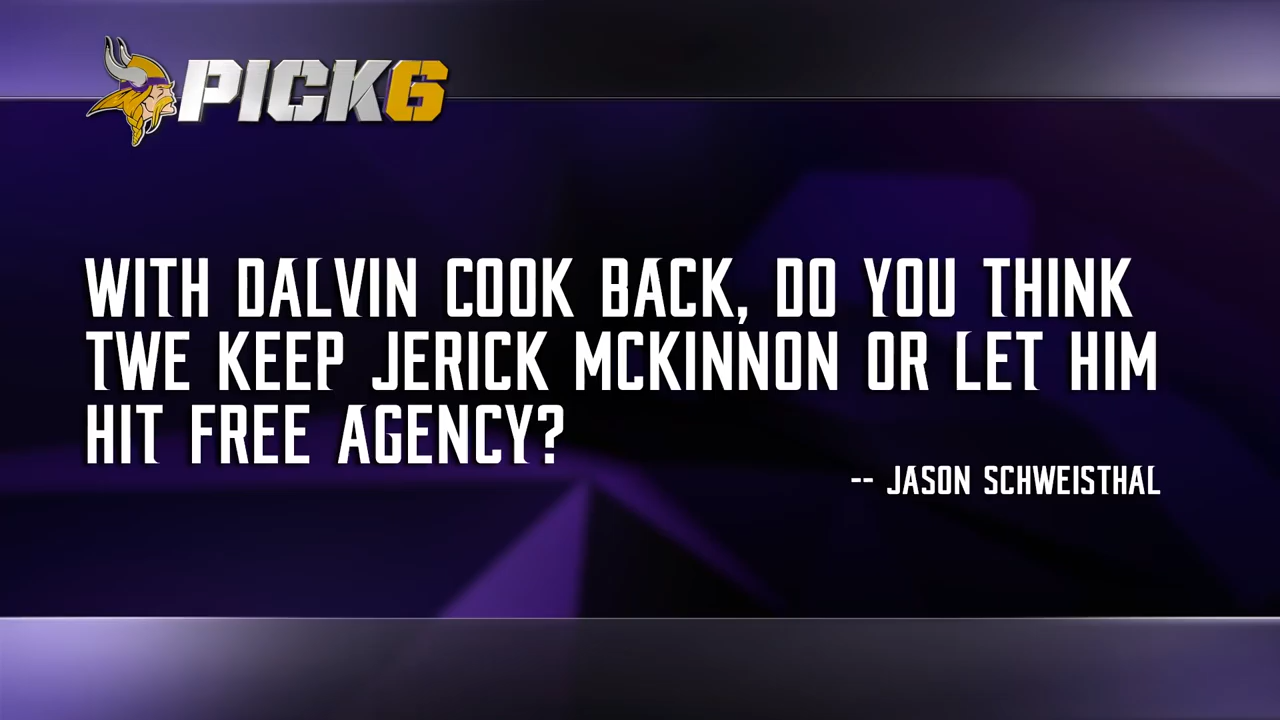 PICK6
WITH DALVIN COOK BACK, DO YOU THINK
TWE KEEP JERICK MCKINNON OR LET HIM
HIT FREE AGENCY?
-- JASON SCHWEISTHAL